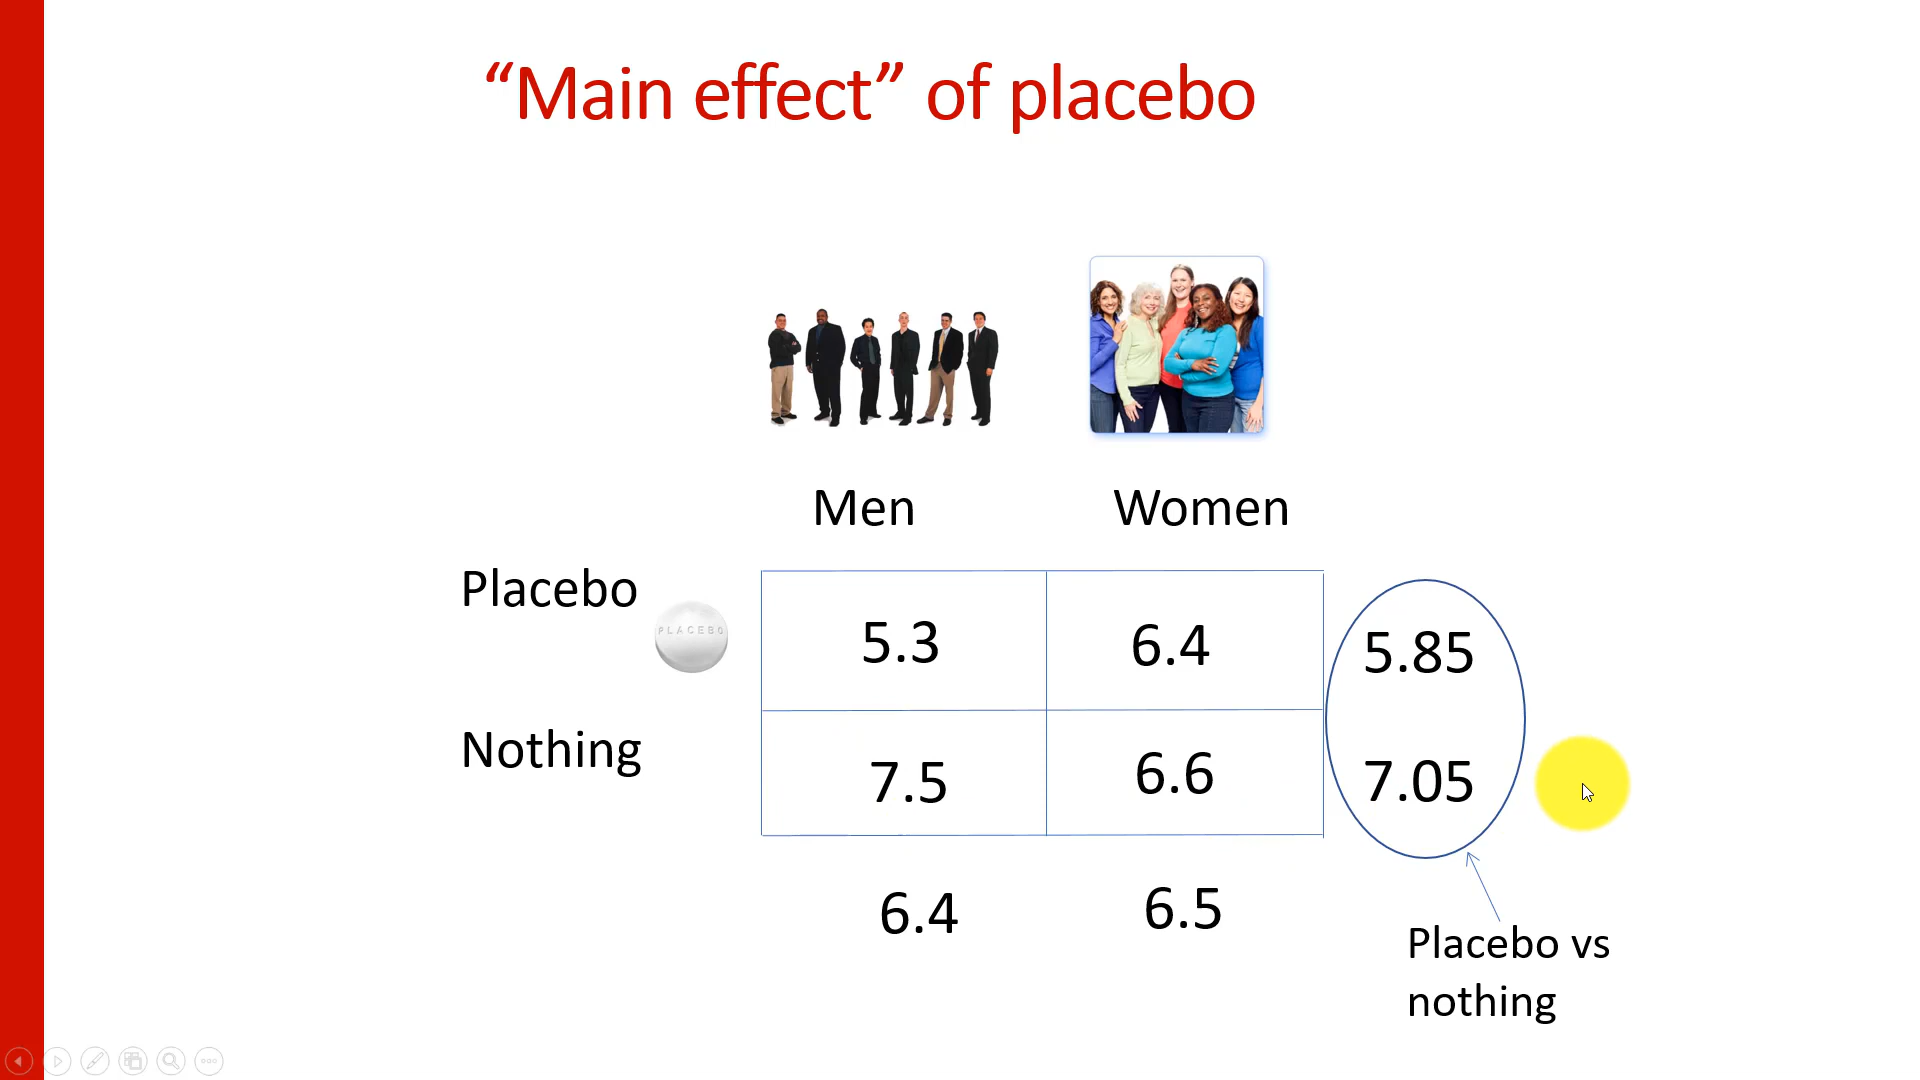 “Main effect” of placebo
Men Women
Placebo
PLACEBO
5.3 6.4 5.85
Nothing
7.5 6.6 7.05
6.4 6.5
Placebo vs
nothing